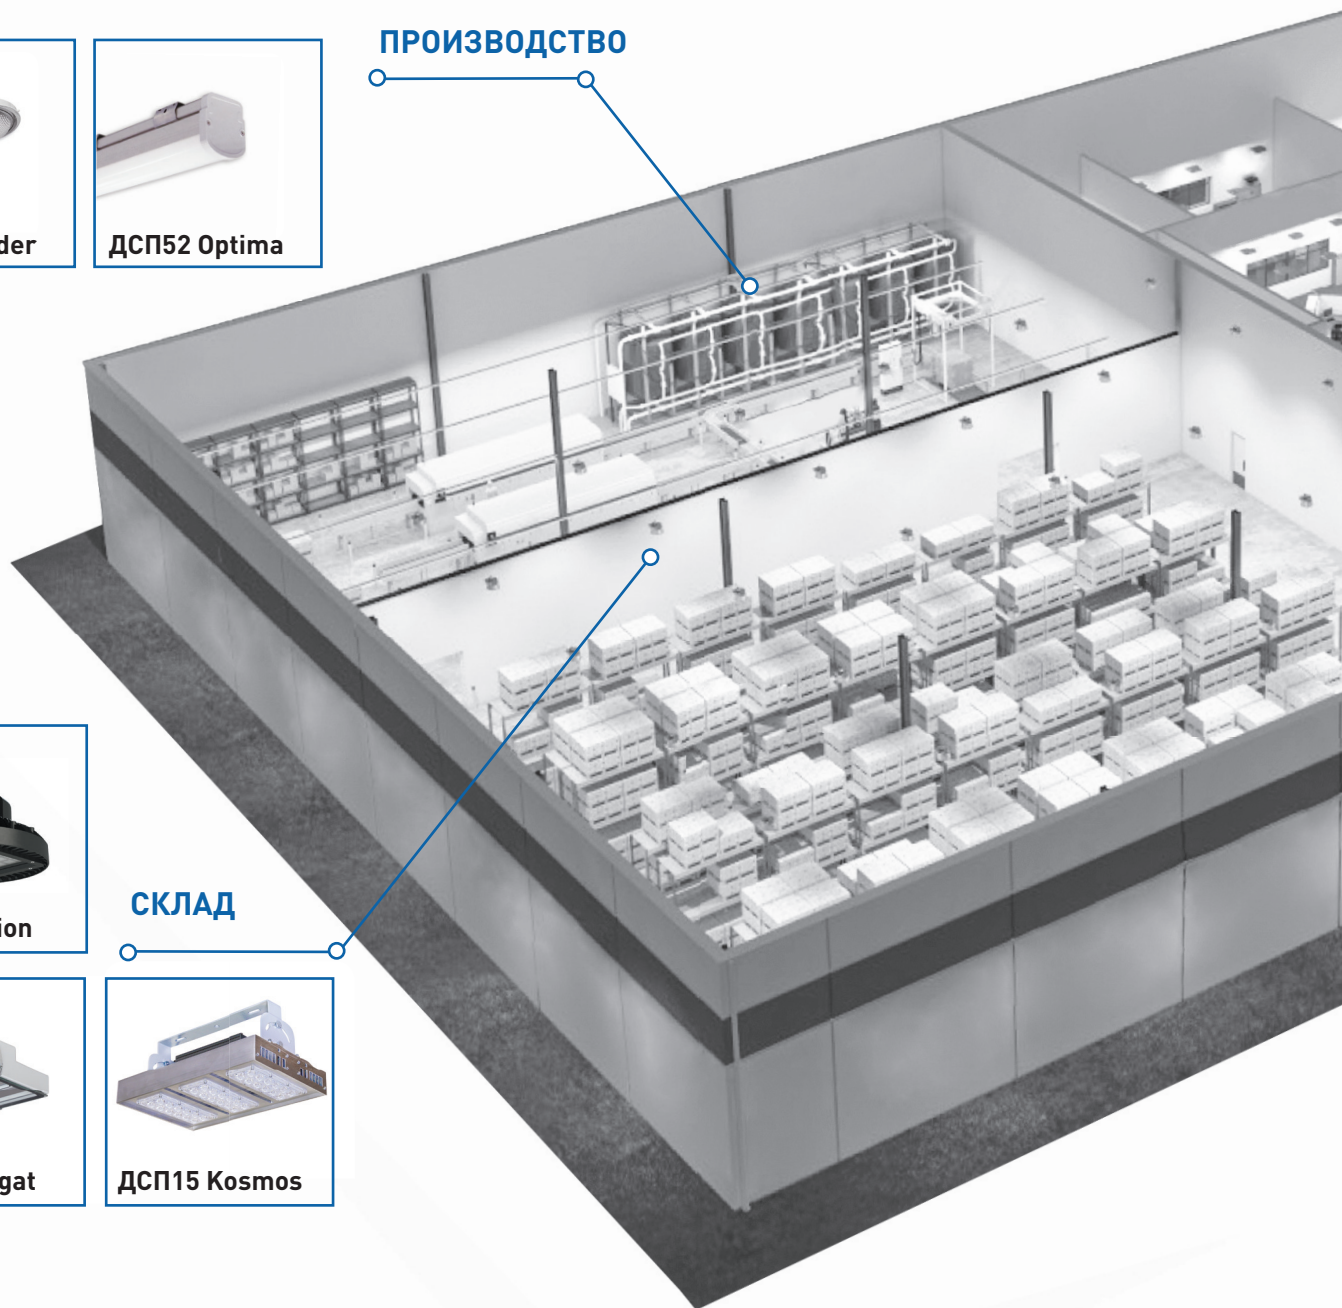 ПРОИЗВОДСТВО
der
ДСП52 Optima
ion
СКЛАД
gat
ДСП15 Kosmos